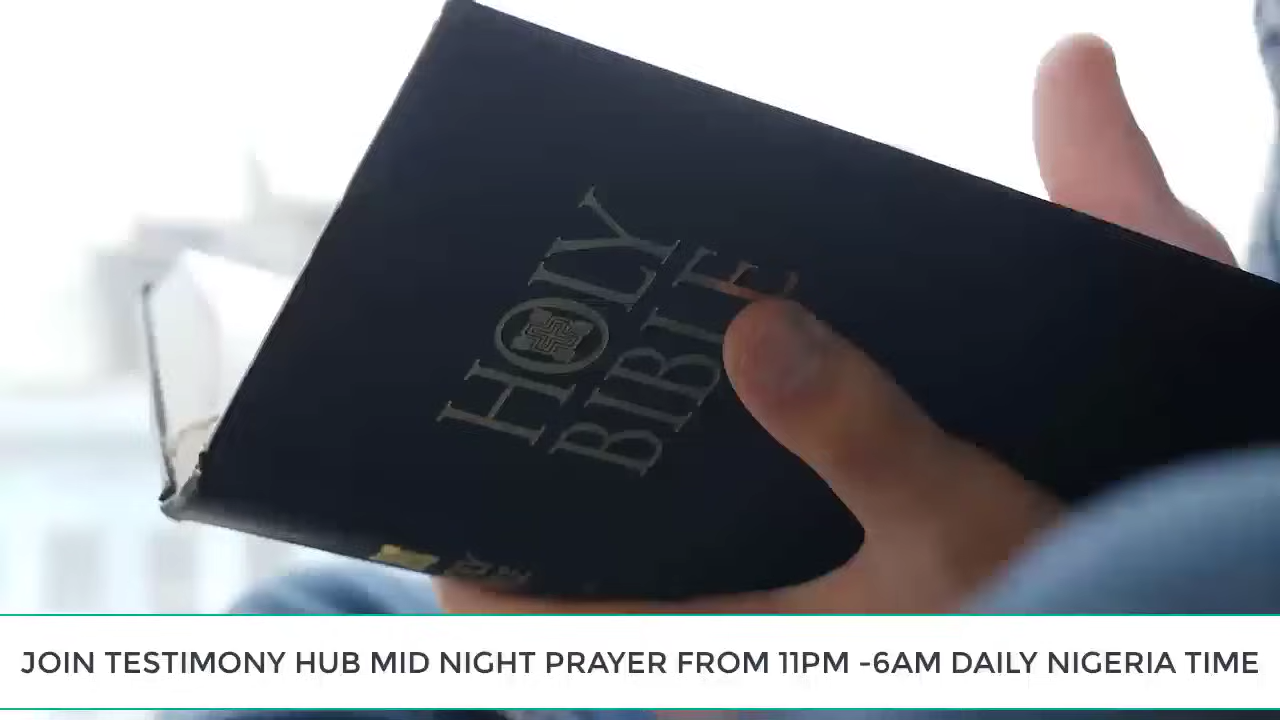 HOLY
BIBLE
JOIN TESTIMONY HUB MID NIGHT PRAYER FROM 11PM -6AM DAILY NIGERIA TIME